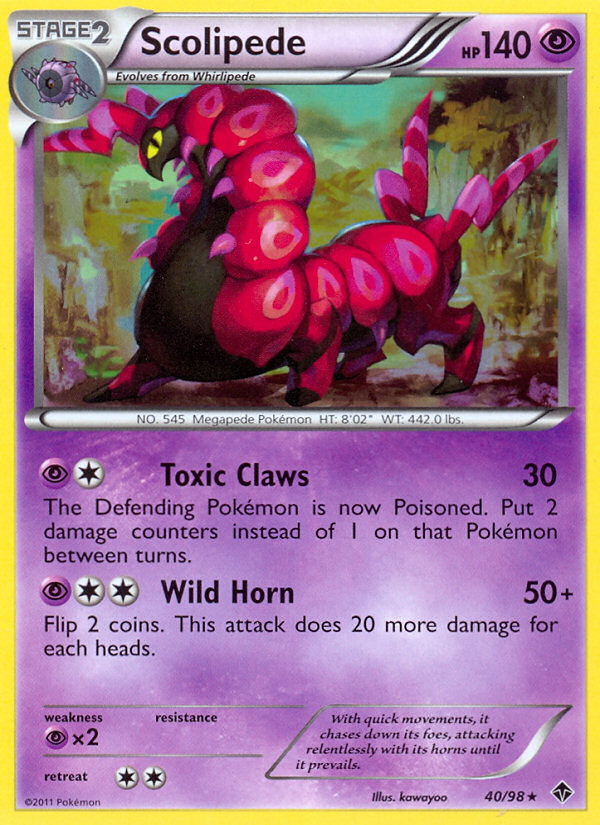 STAGE2
Scolipede
HP140
Evolves from Whirlipede
NO. 545 Megapede Pokémon HT: 8'02" WT: 442.0 lbs.
Toxic Claws 30
The Defending Pokémon is now Poisoned. Put 2
damage counters instead of 1 on that Pokémon
between turns.
Wild Horn 50+
Flip 2 coins. This attack does 20 more damage for
each heads.
weakness
resistance
×2
With quick movements, it
chases down its foes, attacking
relentlessly with its horns until
it prevails.
retreat
©2011 Pokémon
Illus. kawayoo
40/98★